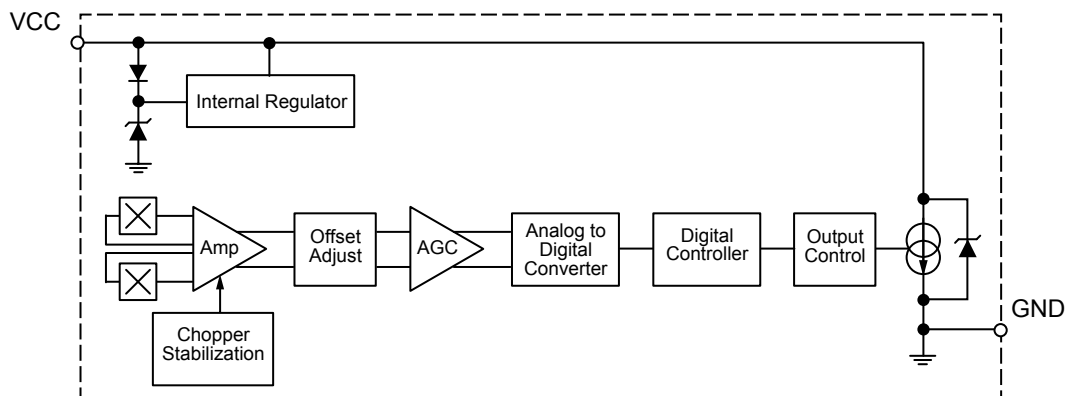 VCC
Internal Regulator
Amp
Offset
Adjust
AGC
Analog to
Digital
Converter
Digital
Controller
Output
Control
Chopper
Stabilization
GND